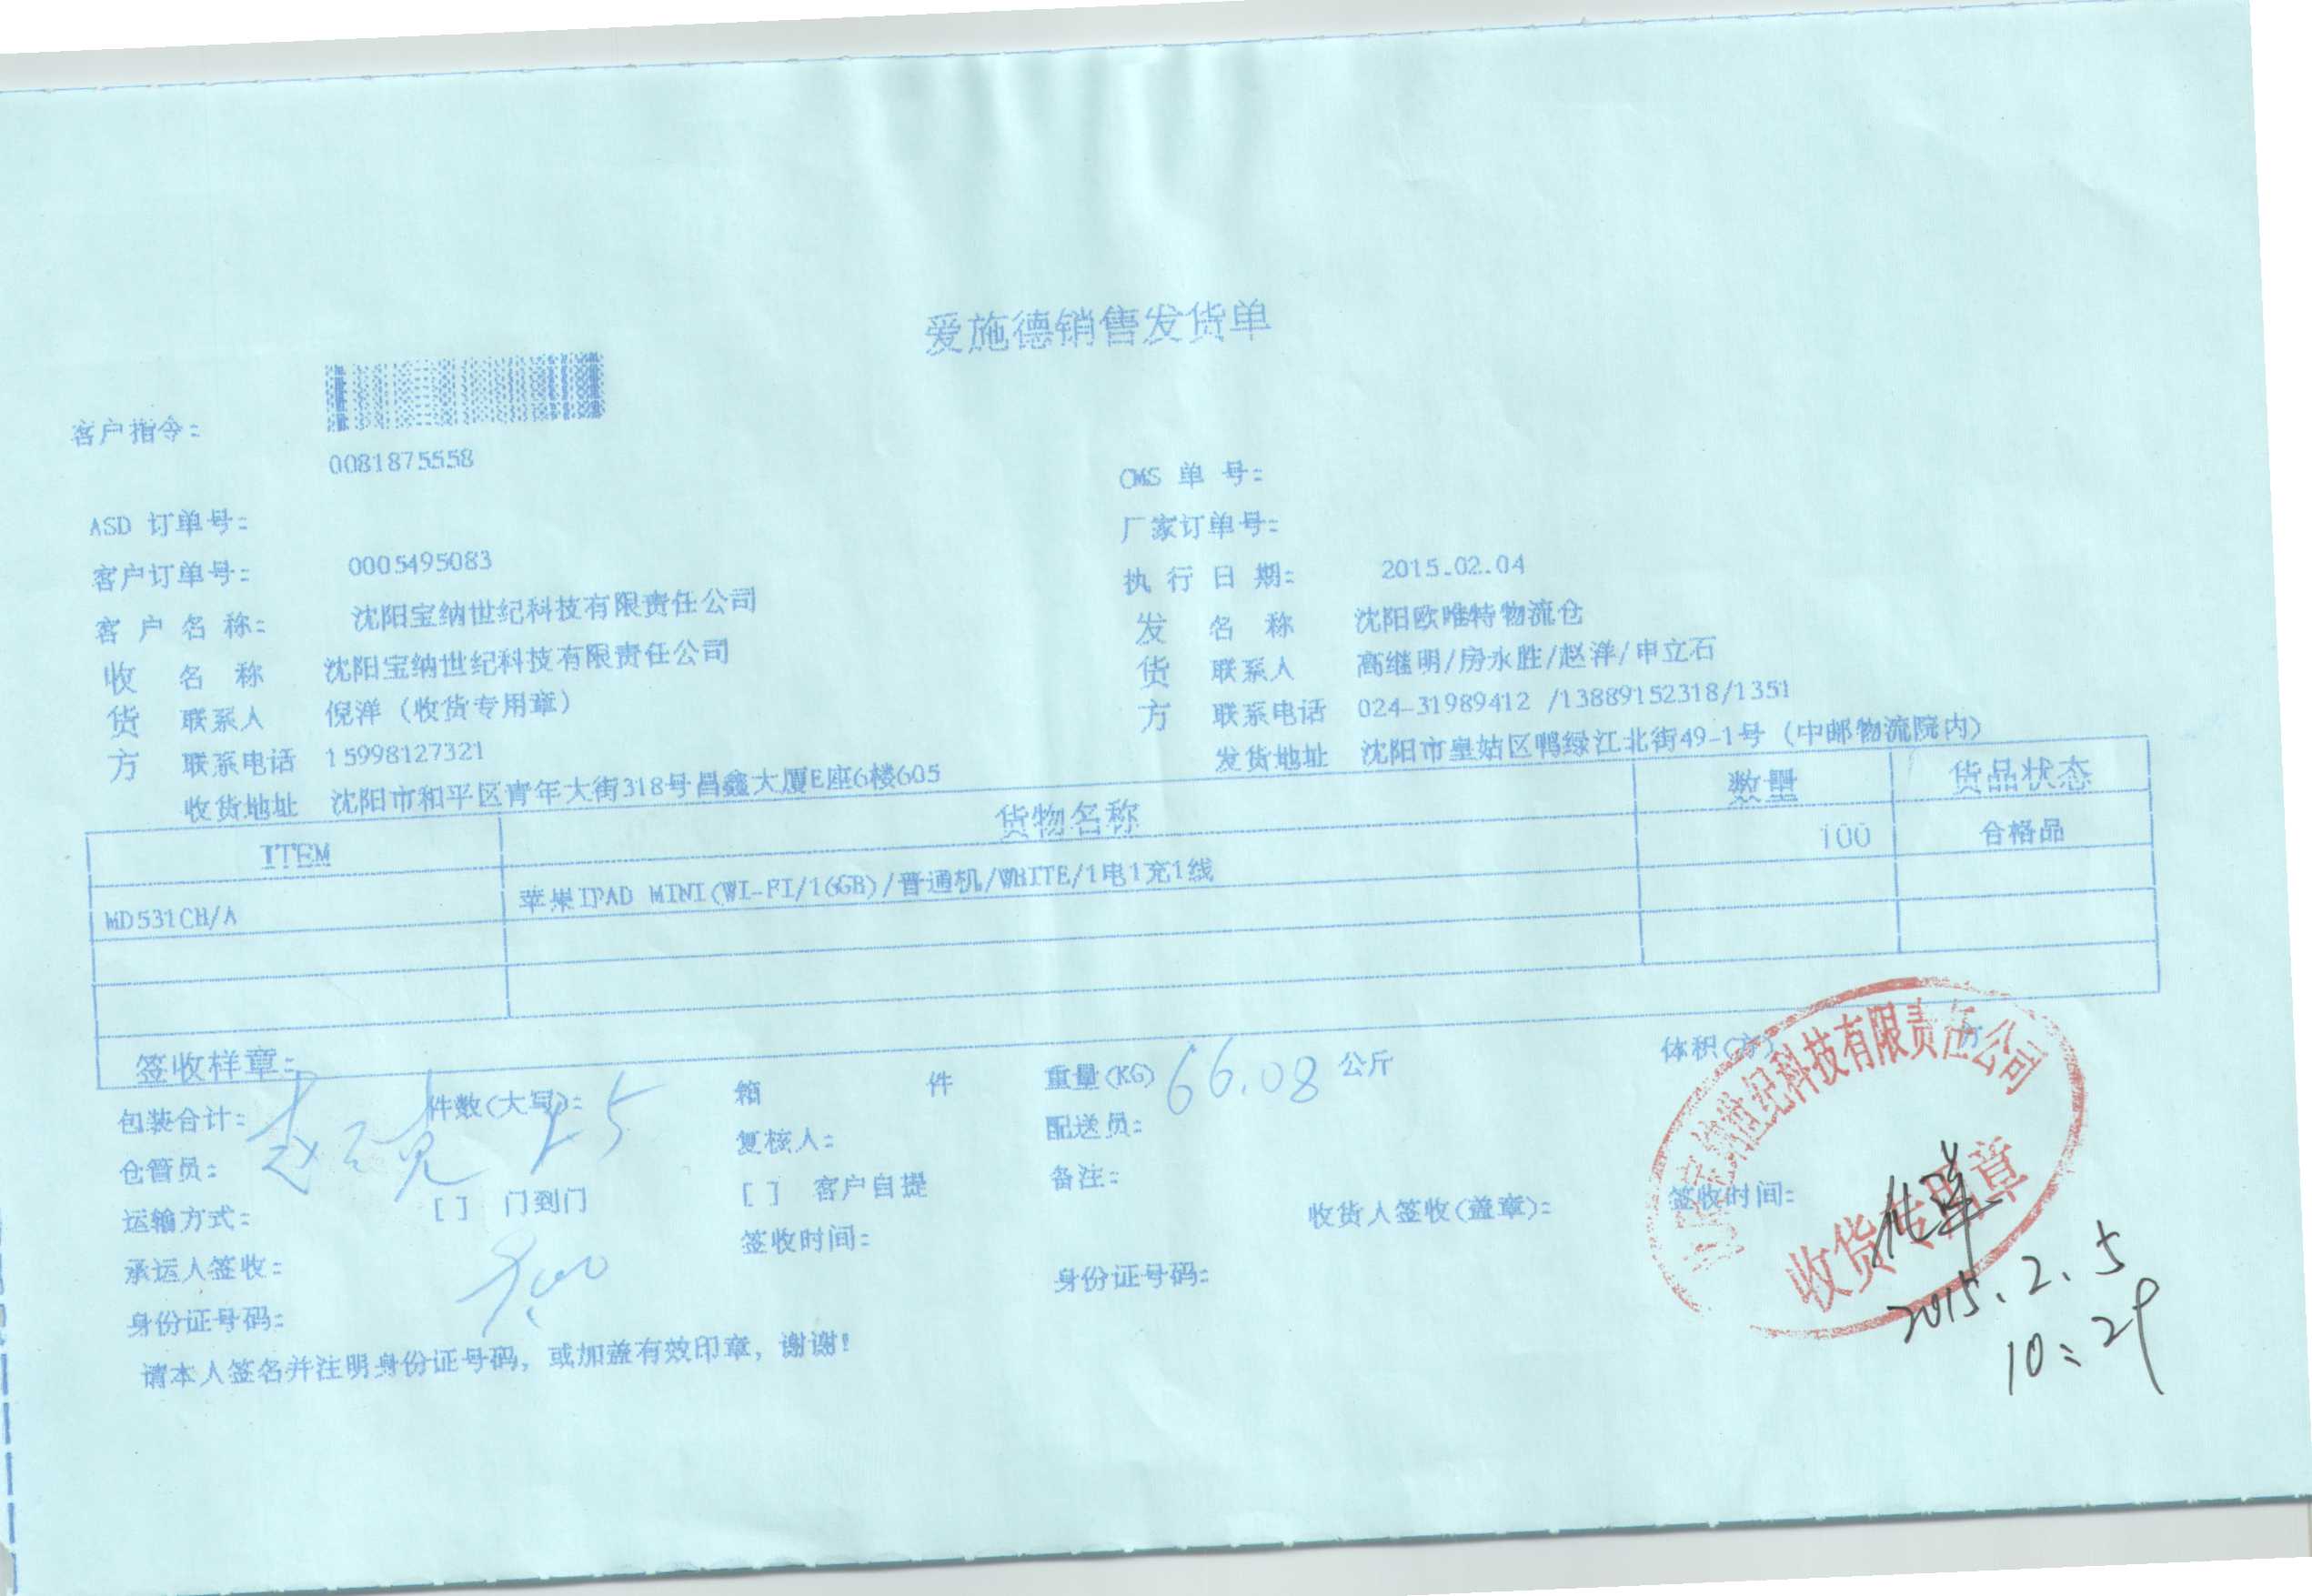 爱施德销售发货单
客户指令:
0081875558
ASD 订单号:
CMS 单 号:
厂家订单号:
客户订单号: 0005495083
执 行 日 期: 2015.02.04
客 户 名 称: 沈阳宝纳世纪科技有限责任公司
发 名 称 沈阳欧唯特物流仓
收 名 称 沈阳宝纳世纪科技有限责任公司
货 联系人 高继明/房永胜/赵洋/申立石
货 联系人 倪洋 (收货专用章)
方 联系电话 024-31989412 /13889152318/1351
方 联系电话 15998127321
发货地址 沈阳市皇姑区鸭绿江北街49-1号 (中邮物流院内)
收货地址 沈阳市和平区青年大街318号昌鑫大厦E座6楼605
ITEM 货物名称 数量 货品状态
MD531CH/A 苹果IPAD MINI(WI-FI/16GB)/普通机/WHITE/1电1充1线 100 合格品
签收样章:
包装合计: 件数(大写): 箱 件 重量(KG) 66.08 公斤 体积(方) 方
仓管员: 复核人: 配送员:
运输方式: [ ] 门到门 [ ] 客户自提 备注:
承运人签收: 签收时间: 收货人签收(盖章): 签收时间:
身份证号码: 身份证号码:
请本人签名并注明身份证号码, 或加盖有效印章, 谢谢!
宝纳世纪科技有限责任公司
收货专用章
2015.2.5
10:29